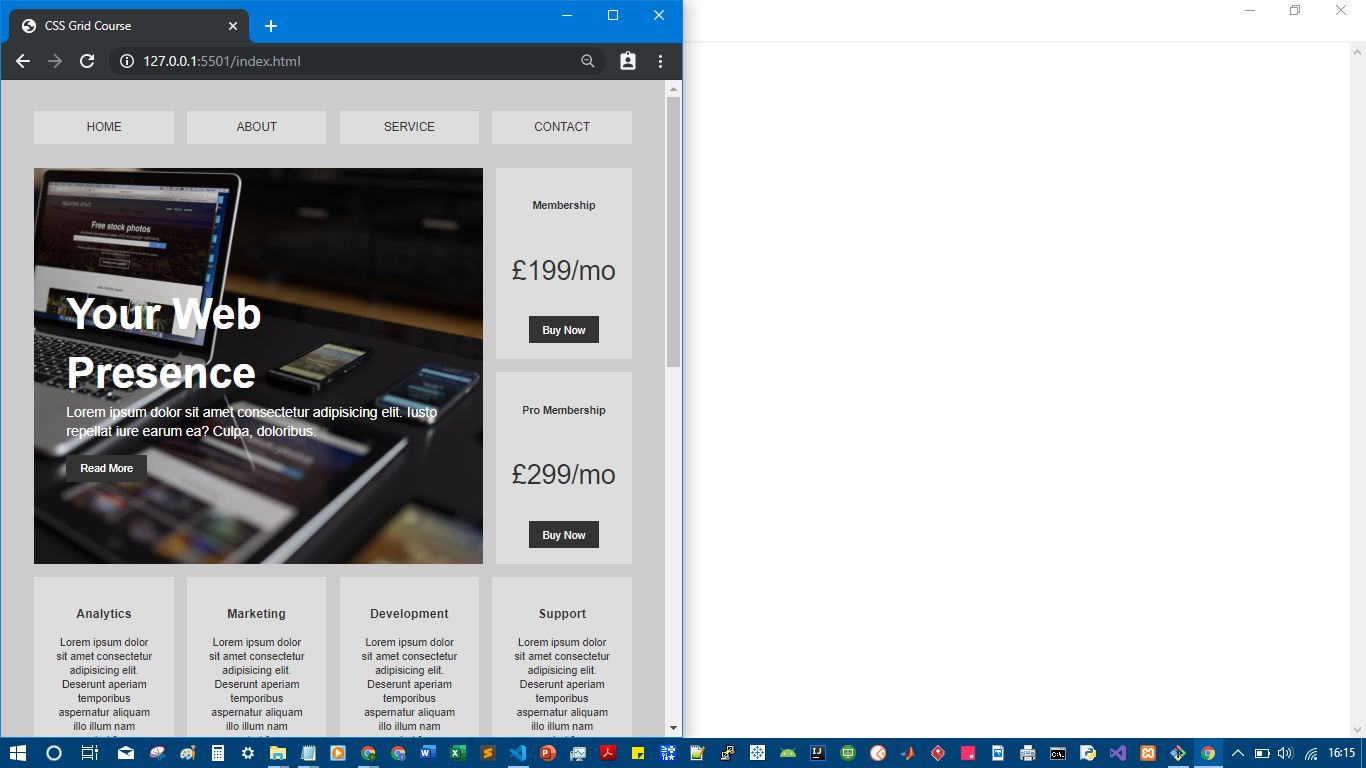 CSS Grid Course
127.0.0.1:5501/index.html
HOME ABOUT SERVICE CONTACT
Free stock photos
Your Web
Presence
Lorem ipsum dolor sit amet consectetur adipisicing elit. Iusto
repellat iure earum ea? Culpa, doloribus.
Read More
Membership
£199/mo
Buy Now
Pro Membership
£299/mo
Buy Now
Analytics
Lorem ipsum dolor
sit amet consectetur
adipisicing elit.
Deserunt aperiam
temporibus
aspernatur aliquam
illo illum nam
Marketing
Lorem ipsum dolor
sit amet consectetur
adipisicing elit.
Deserunt aperiam
temporibus
aspernatur aliquam
illo illum nam
Development
Lorem ipsum dolor
sit amet consectetur
adipisicing elit.
Deserunt aperiam
temporibus
aspernatur aliquam
illo illum nam
Support
Lorem ipsum dolor
sit amet consectetur
adipisicing elit.
Deserunt aperiam
temporibus
aspernatur aliquam
illo illum nam
16:15